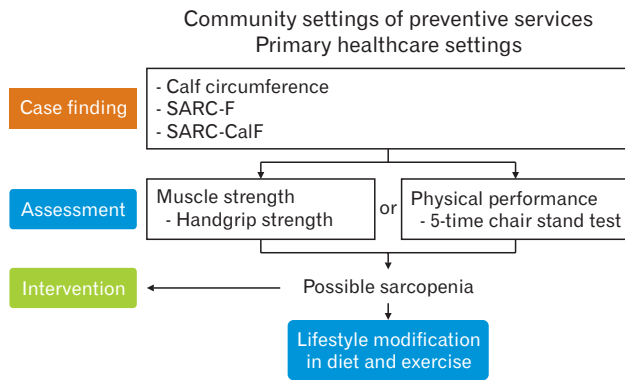 Community settings of preventive services
Primary healthcare settings
Case finding
- Calf circumference
- SARC-F
- SARC-CalF
Assessment
Muscle strength
- Handgrip strength
or
Physical performance
- 5-time chair stand test
Intervention
Possible sarcopenia
Lifestyle modification
in diet and exercise